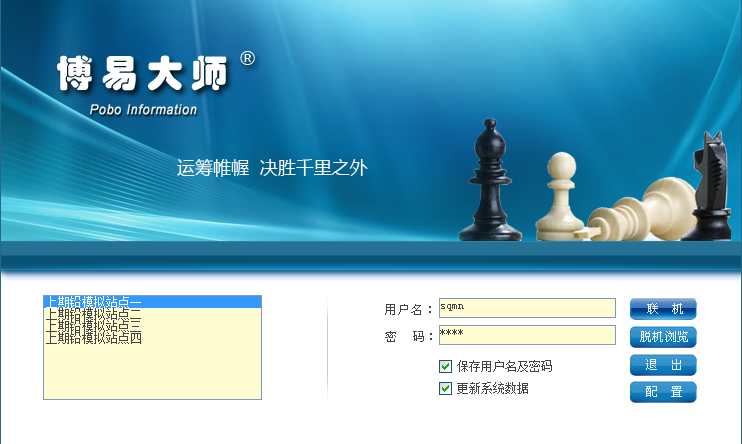 博易大师®
Pobo Information
运筹帷幄 决胜千里之外
上期铅模拟站点一
上期铅模拟站点二
上期铅模拟站点三
上期铅模拟站点四
用户名： sqmn
密 码： ****
保存用户名及密码
更新系统数据
联 机
脱机浏览
退 出
配 置